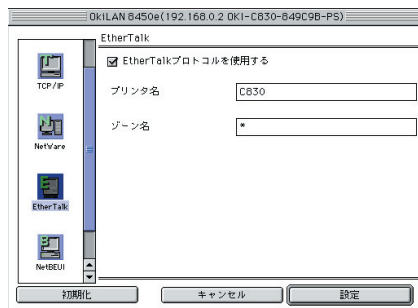 OkiLAN 8450e(192.168.0.2 OKI-C830-849C9B-PS)
EtherTalk
EtherTalkプロトコルを使用する
TCP/IP
プリンタ名
C830
ゾーン名
*
NetWare
EtherTalk
NetBEUI
初期化
キャンセル
設定